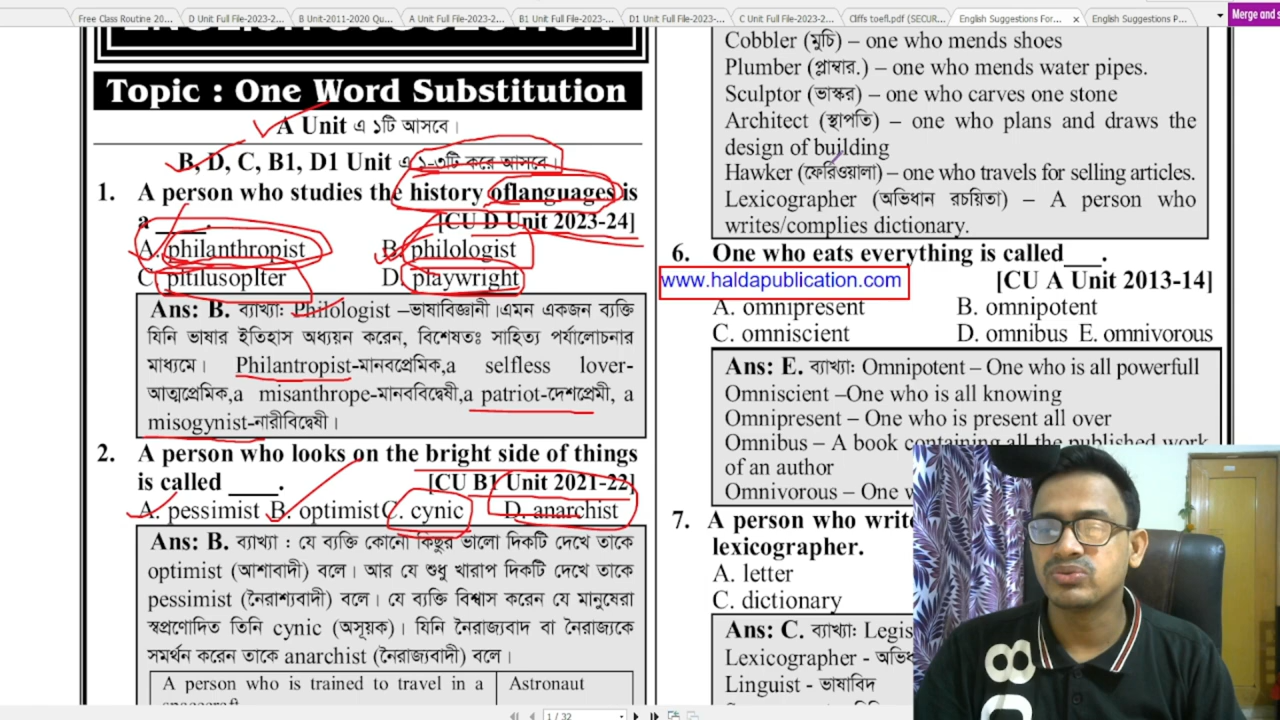 Free Class Routine 20...
D Unit Full File-2023-2...
B Unit-2011-2020 Qu...
A Unit Full File-2023-2...
B1 Unit Full File-2023-...
D1 Unit Full File-2023-...
C Unit Full File-2023-2...
Cliffs toefl.pdf (SECUR...
English Suggestions For...
English Suggestions P...
Merge and s
Topic : One Word Substitution
A Unit এ ১টি আসবে।
B, D, C, B1, D1 Unit এ ১-৩টি করে আসবে।
1. A person who studies the history oflanguages is
a ____. [CU D Unit 2023-24]
A. philanthropist B. philologist
C. pitilusoplter D. playwright
Ans: B. ব্যাখ্যা: Philologist –ভাষাবিজ্ঞানী।এমন একজন ব্যক্তি
যিনি ভাষার ইতিহাস অধ্যয়ন করেন, বিশেষতঃ সাহিত্য পর্যালোচনার
মাধ্যমে। Philantropist-মানবপ্রেমিক,a selfless lover-
আত্মপ্রেমিক,a misanthrope-মানববিদ্বেষী,a patriot-দেশপ্রেমী, a
misogynist-নারীবিদ্বেষী।
2. A person who looks on the bright side of things
is called ____. [CU B1 Unit 2021-22]
A. pessimist B. optimist C. cynic D. anarchist
Ans: B. ব্যাখ্যা : যে ব্যক্তি কোনো কিছুর ভালো দিকটি দেখে তাকে
optimist (আশাবাদী) বলে। আর যে শুধু খারাপ দিকটি দেখে তাকে
pessimist (নৈরাশ্যবাদী) বলে। যে ব্যক্তি বিশ্বাস করেন যে মানুষেরা
স্বপ্রণোদিত তিনি cynic (অসূয়ক)। যিনি নৈরাজ্যবাদ বা নৈরাজ্যকে
সমর্থন করেন তাকে anarchist (নৈরাজ্যবাদী) বলে।
A person who is trained to travel in a Astronaut
Cobbler (মুচি) – one who mends shoes
Plumber (প্লাম্বার.) – one who mends water pipes.
Sculptor (ভাস্কর) – one who carves one stone
Architect (স্থাপতি) – one who plans and draws the
design of building
Hawker (ফেরিওয়ালা) – one who travels for selling articles.
Lexicographer (অভিধান রচয়িতা) – A person who
writes/complies dictionary.
6. One who eats everything is called___.
www.haldapublication.com
[CU A Unit 2013-14]
A. omnipresent B. omnipotent
C. omniscient D. omnibus E. omnivorous
Ans: E. ব্যাখ্যাঃ Omnipotent – One who is all powerfull
Omniscient –One who is all knowing
Omnipresent – One who is present all over
Omnibus – A book containing all the published work
of an author
Omnivorous – One w
7. A person who write
lexicographer.
A. letter
C. dictionary
Ans: C. ব্যাখ্যাঃ Legis
Lexicographer - অভিধ
Linguist - ভাষাবিদ
1 / 32